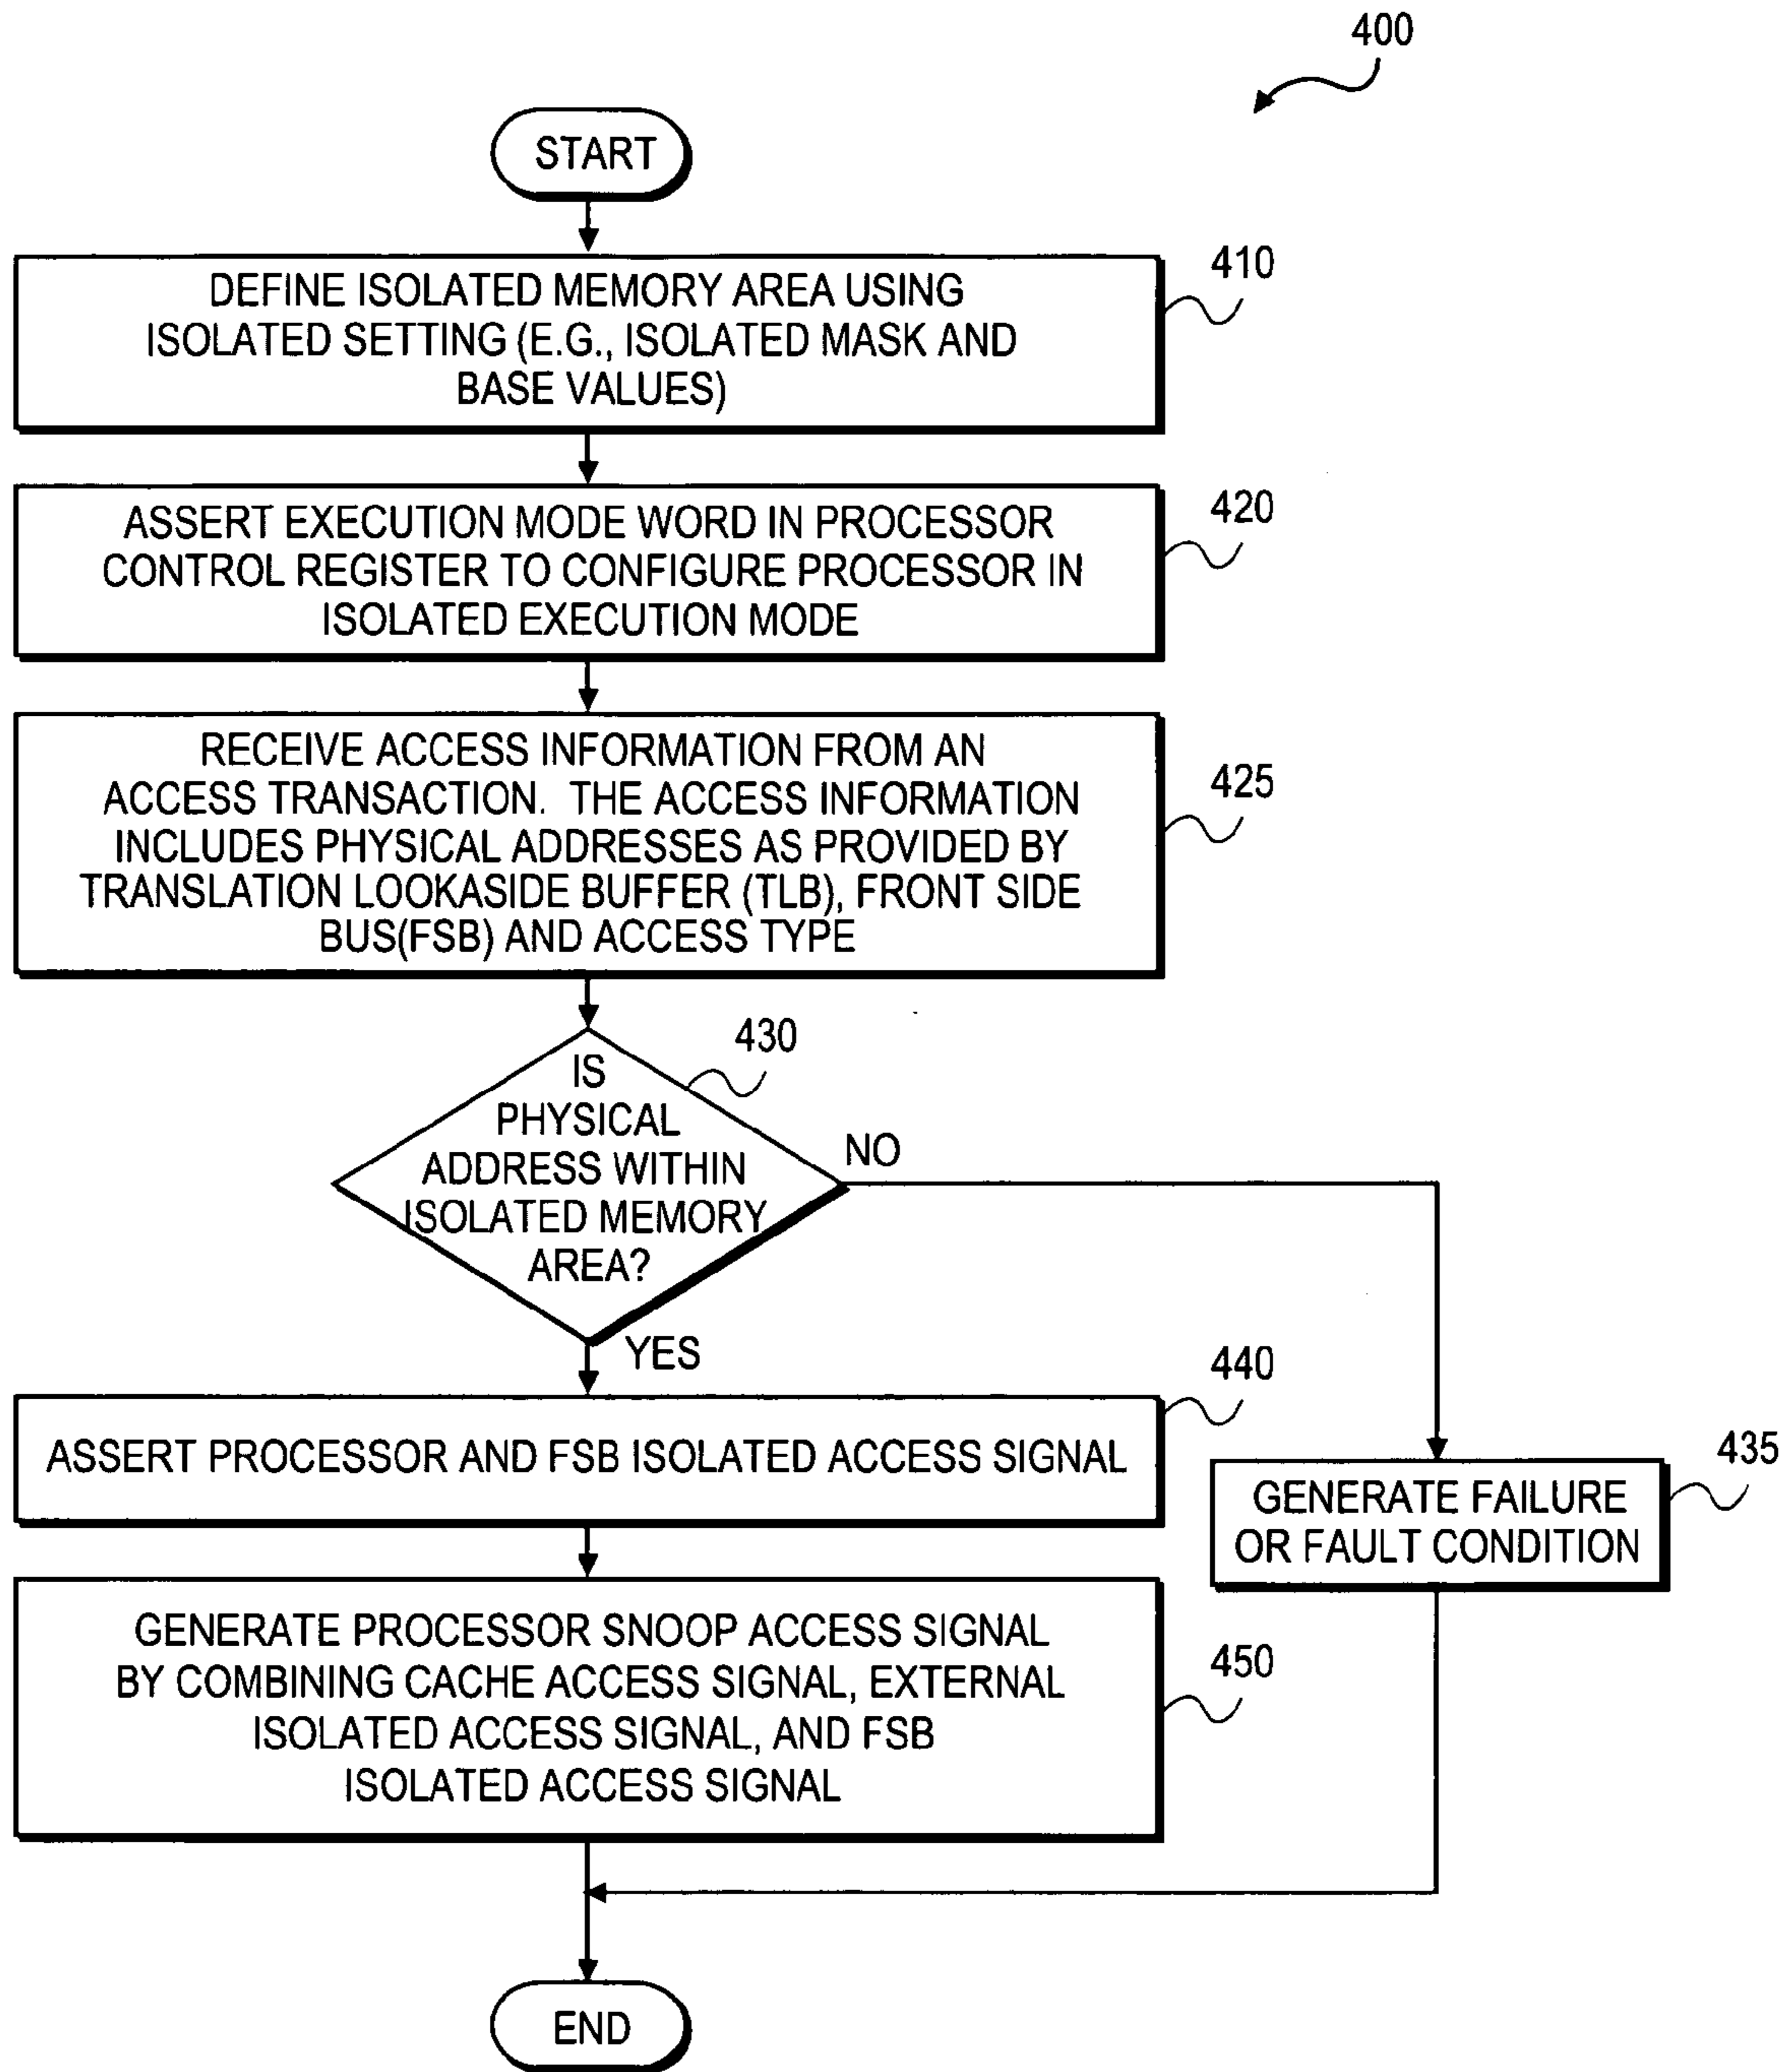 400
START
DEFINE ISOLATED MEMORY AREA USING
ISOLATED SETTING (E.G., ISOLATED MASK AND
BASE VALUES)
410
ASSERT EXECUTION MODE WORD IN PROCESSOR
CONTROL REGISTER TO CONFIGURE PROCESSOR IN
ISOLATED EXECUTION MODE
420
RECEIVE ACCESS INFORMATION FROM AN
ACCESS TRANSACTION. THE ACCESS INFORMATION
INCLUDES PHYSICAL ADDRESSES AS PROVIDED BY
TRANSLATION LOOKASIDE BUFFER (TLB), FRONT SIDE
BUS(FSB) AND ACCESS TYPE
425
IS
PHYSICAL
ADDRESS WITHIN
ISOLATED MEMORY
AREA?
430
NO
YES
ASSERT PROCESSOR AND FSB ISOLATED ACCESS SIGNAL
440
GENERATE FAILURE
OR FAULT CONDITION
435
GENERATE PROCESSOR SNOOP ACCESS SIGNAL
BY COMBINING CACHE ACCESS SIGNAL, EXTERNAL
ISOLATED ACCESS SIGNAL, AND FSB
ISOLATED ACCESS SIGNAL
450
END